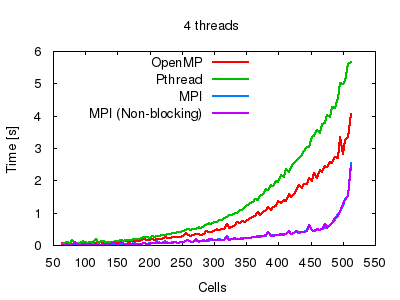 4 threads
OpenMP
Pthread
MPI
MPI (Non-blocking)
Time [s]
6
5
4
3
2
1
0
50 100 150 200 250 300 350 400 450 500 550
Cells